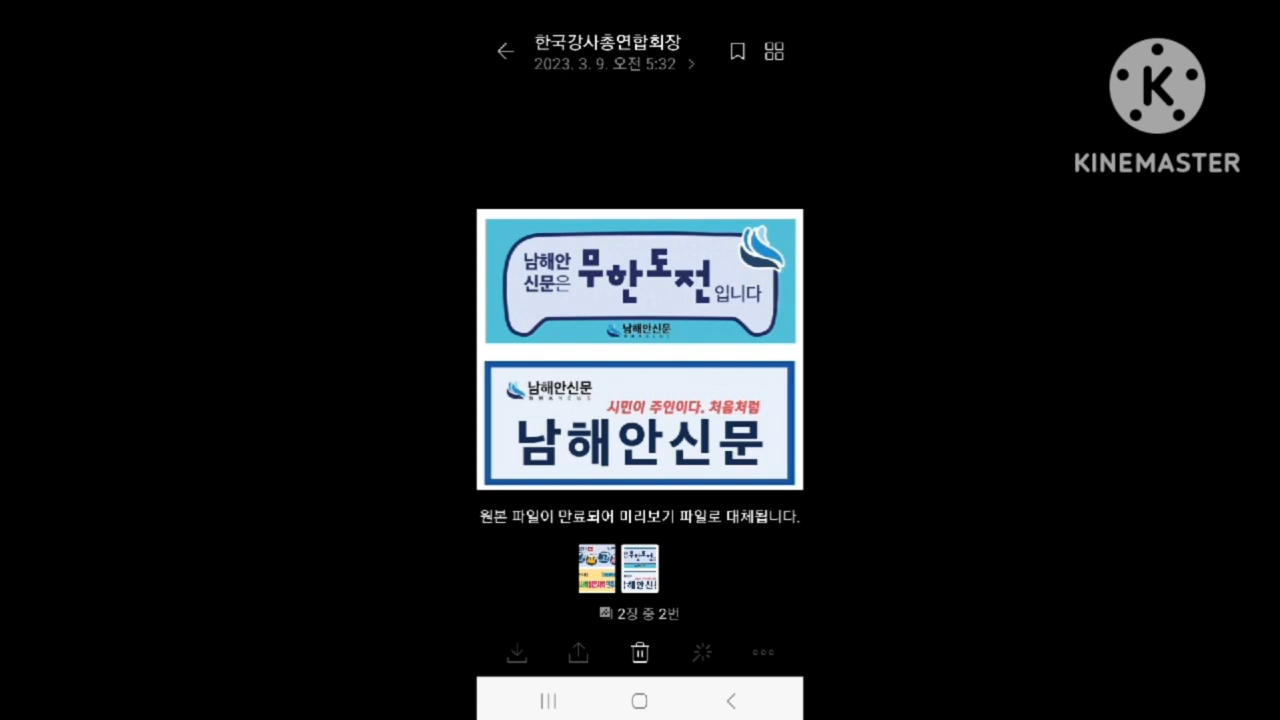 한국강사총연합회장
2023. 3. 9. 오전 5:32
KINEMASTER
남해안
신문은
무한도전
입니다
남해안신문
남해안신문
시민이 주인이다. 처음처럼
남해안신문
원본 파일이 만료되어 미리보기 파일로 대체됩니다.
2장 중 2번